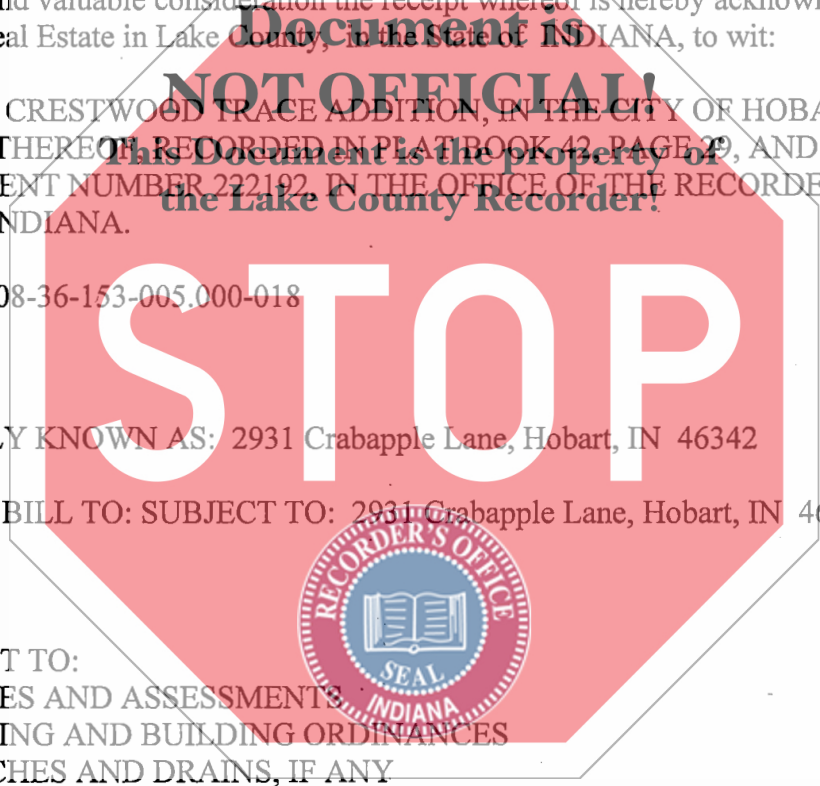 nd valuable consideration the receipt whereof is hereby acknow
Document is
eal Estate in Lake County, in the State of INDIANA, to wit:
NOT OFFICIAL!
CRESTWOOD TRACE ADDITION, IN THE CITY OF HOBA
THEREOF, RECORDED IN PLAT BOOK 42, PAGE 29, AND
This Document is the property of
ENT NUMBER 222192, IN THE OFFICE OF THE RECORDE
the Lake County Recorder!
NDIANA.
08-36-153-005.000-018
STOP
LY KNOWN AS: 2931 Crabapple Lane, Hobart, IN 46342
BILL TO: SUBJECT TO: 2931 Crabapple Lane, Hobart, IN 46
RECORDER'S OFFICE
SEAL
INDIANA
T TO:
ES AND ASSESSMENTS
ING AND BUILDING ORDINANCES
CHES AND DRAINS, IF ANY